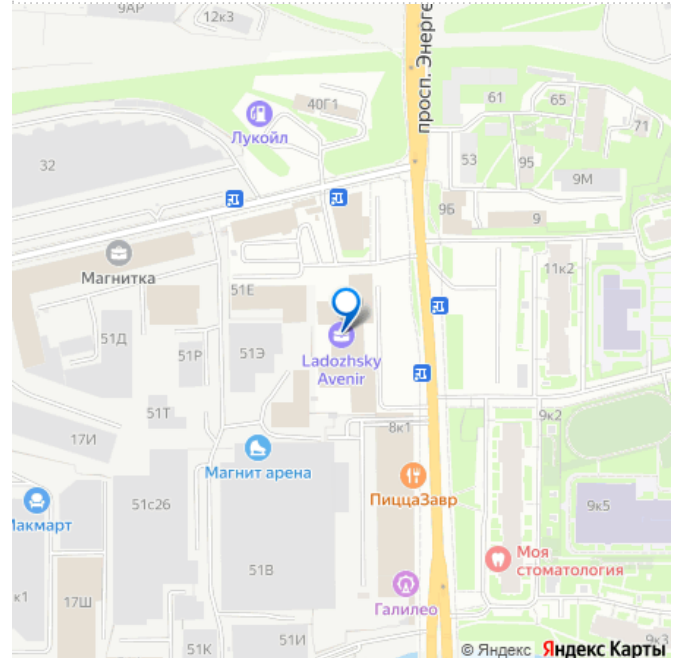 9АР
12к3
просп. Энерге
40Г1
Лукойл
61
65
71
32
53
95
9М
9Б
9
Магнитка
11к2
51Е
51Д
51Р
51Э
Ladozhsky
Avenir
51Т
8к1
9к2
17И
Магнит арена
ПиццаЗавр
Макмарт
51с26
9к5
Моя
стоматология
51В
к1
17Ш
Галилео
51К
51И
9к3
© Яндекс Яндекс Карты